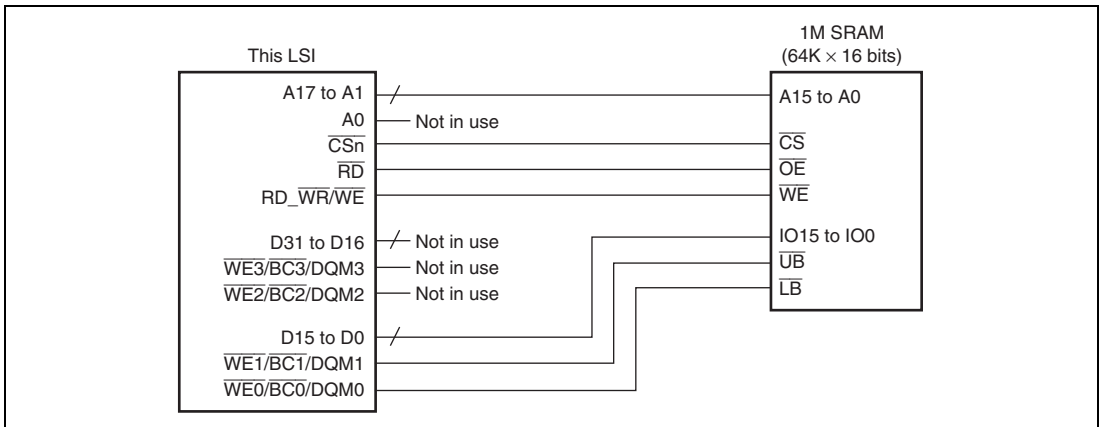 This LSI
1M SRAM
(64K × 16 bits)
A17 to A1
A15 to A0
A0
Not in use
CSn
CS
RD
OE
RD_WR/WE
WE
D31 to D16
Not in use
IO15 to IO0
WE3/BC3/DQM3
Not in use
UB
WE2/BC2/DQM2
Not in use
LB
D15 to D0
WE1/BC1/DQM1
WE0/BC0/DQM0